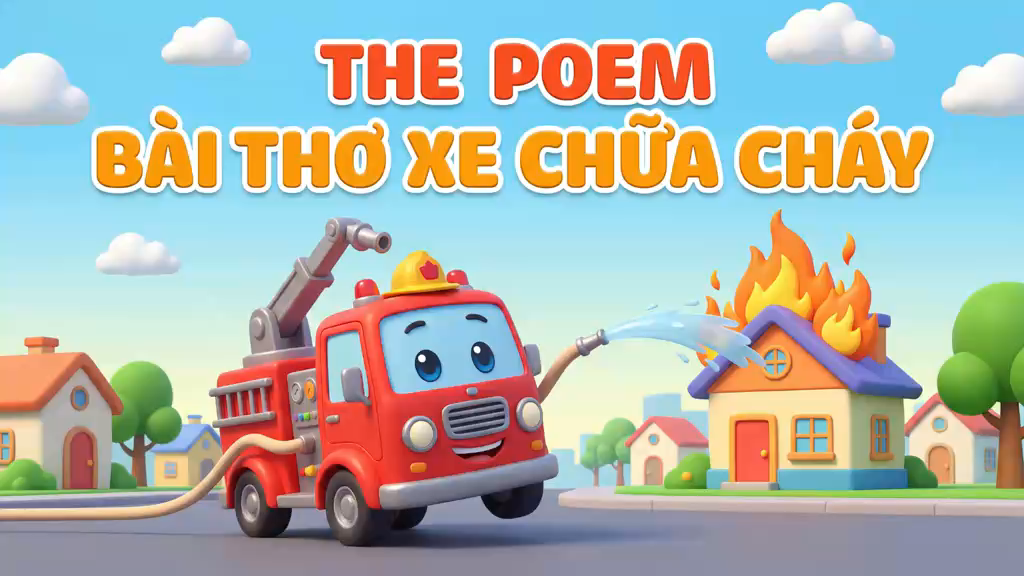 THE POEM
BÀI THƠ XE CHỮA CHÁY